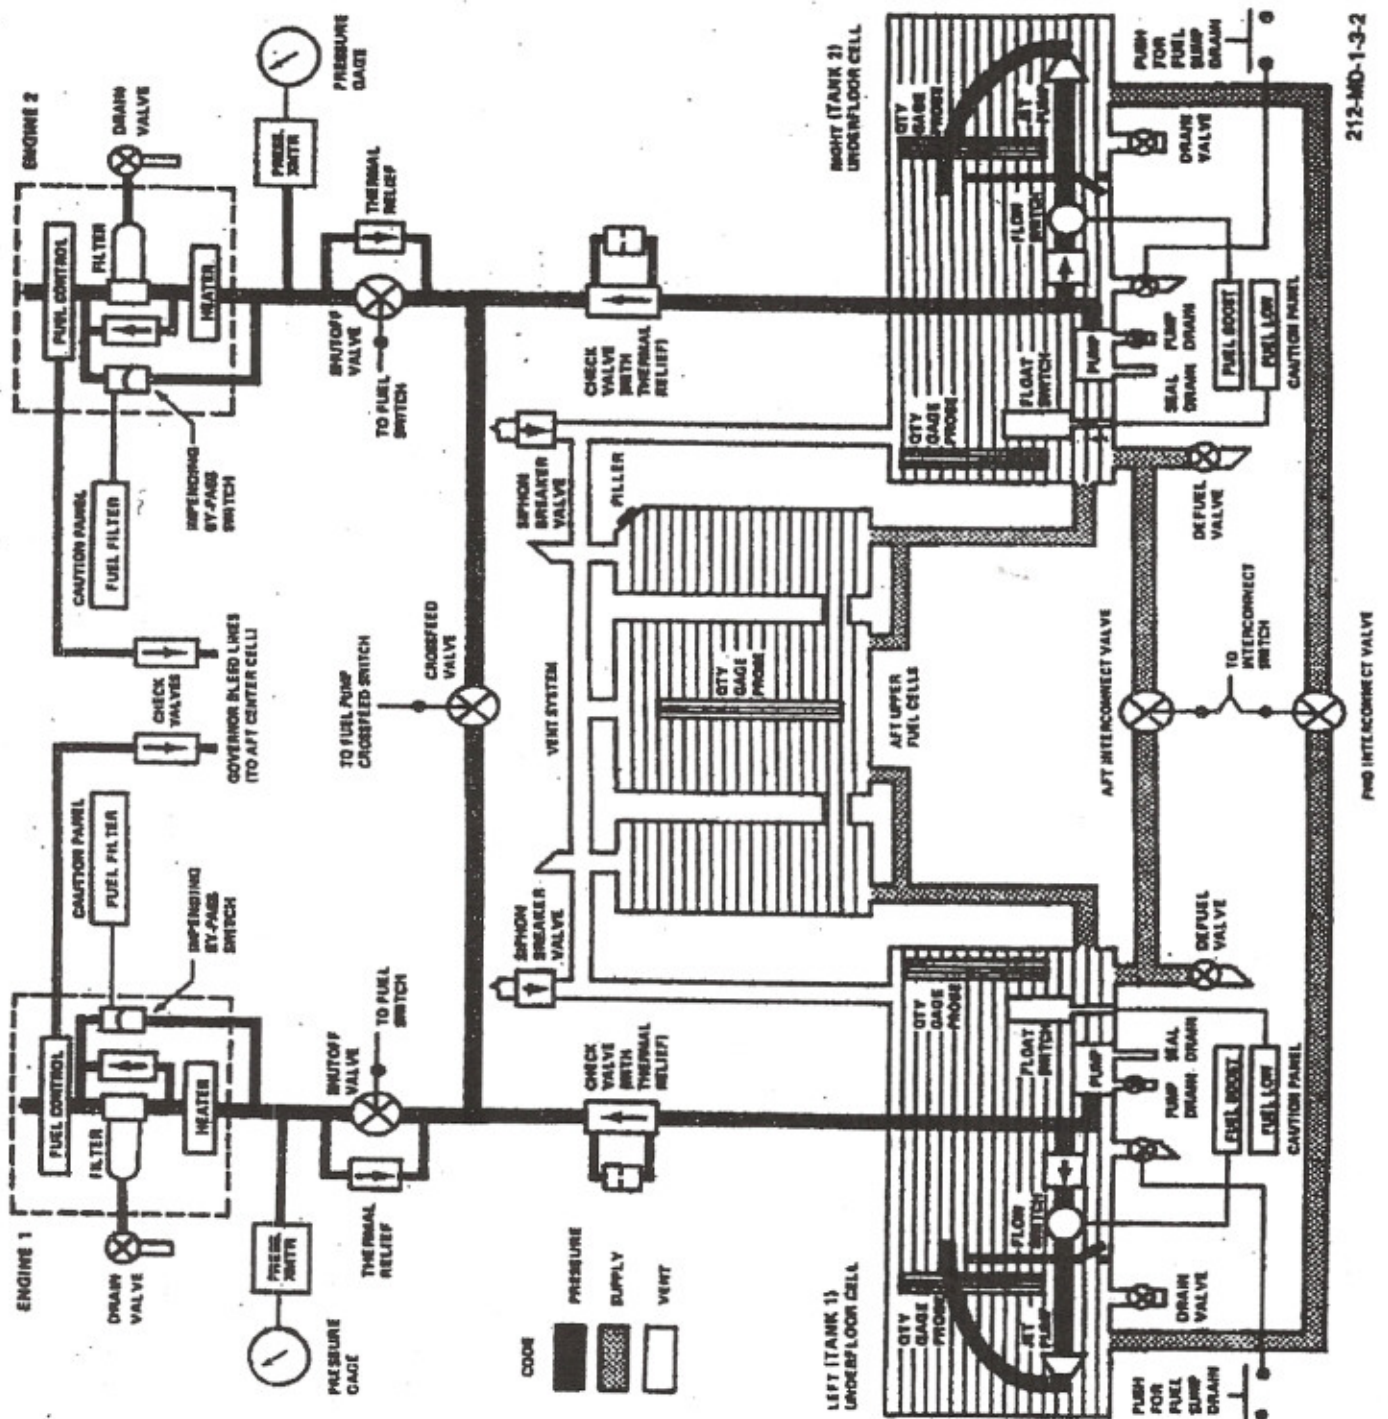 ENGINE 1
DRAIN
VALVE
FUEL CONTROL
FILTER
HEATER
CAUTION PANEL
FUEL FILTER
IMPENDING
BY-PASS
SWITCH
PRESSURE
GAGE
PRESS.
XMTR
SHUTOFF
VALVE
TO FUEL
SWITCH
THERMAL
RELIEF
CHECK
VALVES
GOVERNOR BLEED LINES
(TO AFT CENTER CELL)
ENGINE 2
DRAIN
VALVE
FUEL CONTROL
FILTER
HEATER
CAUTION PANEL
FUEL FILTER
IMPENDING
BY-PASS
SWITCH
PRESSURE
GAGE
PRESS.
XMTR
THERMAL
RELIEF
SHUTOFF
VALVE
TO FUEL
SWITCH
TO FUEL PUMP
CROSSFEED SWITCH
CROSSFEED
VALVE
CODE
PRESSURE
SUPPLY
VENT
CHECK
VALVE
(WITH
THERMAL
RELIEF)
SIPHON
BREAKER
VALVE
VENT SYSTEM
SIPHON
BREAKER
VALVE
FILLER
CHECK
VALVE
(WITH
THERMAL
RELIEF)
QTY
GAGE
PROBE
AFT UPPER
FUEL CELLS
LEFT (TANK 1)
UNDERFLOOR CELL
QTY
GAGE
PROBE
JET
PUMP
FLOW
SWITCH
QTY
GAGE
PROBE
FLOAT
SWITCH
PUMP
RIGHT (TANK 2)
UNDERFLOOR CELL
QTY
GAGE
PROBE
FLOAT
SWITCH
PUMP
FLOW
SWITCH
QTY
GAGE
PROBE
JET
PUMP
PUSH
FOR
FUEL
SUMP
DRAIN
DRAIN
VALVE
PUMP
DRAIN
SEAL
DRAIN
FUEL BOOST
FUEL LOW
CAUTION PANEL
DEFUEL
VALVE
AFT INTERCONNECT VALVE
TO
INTERCONNECT
SWITCH
FWD INTERCONNECT VALVE
DEFUEL
VALVE
SEAL
DRAIN
PUMP
DRAIN
FUEL BOOST
FUEL LOW
CAUTION PANEL
DRAIN
VALVE
PUSH
FOR
FUEL
SUMP
DRAIN
212-MD-1-3-2